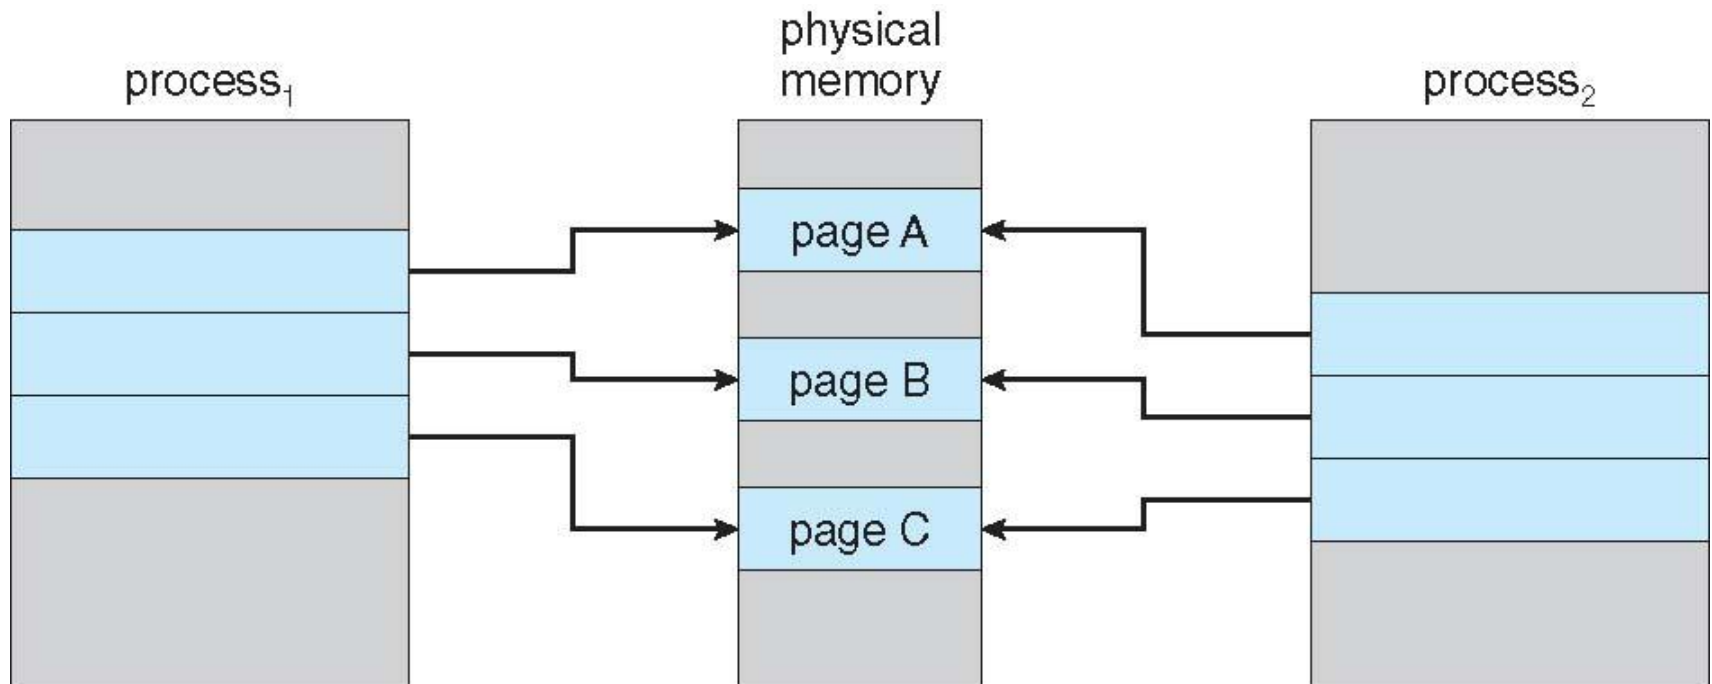 physical
memory
process₁
process₂
page A
page B
page C